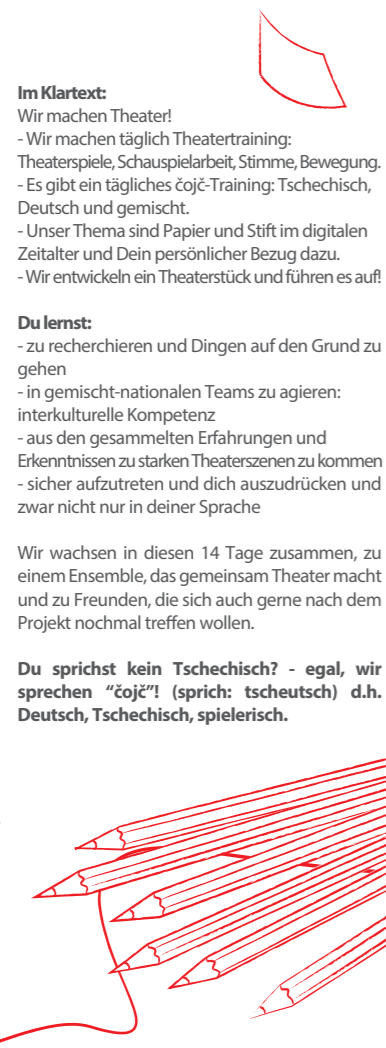 Im Klartext:
Wir machen Theater!
- Wir machen täglich Theatertraining:
Theaterspiele, Schauspielarbeit, Stimme, Bewegung.
- Es gibt ein tägliches čojč-Training: Tschechisch,
Deutsch und gemischt.
- Unser Thema sind Papier und Stift im digitalen
Zeitalter und Dein persönlicher Bezug dazu.
- Wir entwickeln ein Theaterstück und führen es auf!
Du lernst:
- zu recherchieren und Dingen auf den Grund zu
gehen
- in gemischt-nationalen Teams zu agieren:
interkulturelle Kompetenz
- aus den gesammelten Erfahrungen und
Erkenntnissen zu starken Theaterszenen zu kommen
- sicher aufzutreten und dich auszudrücken und
zwar nicht nur in deiner Sprache
Wir wachsen in diesen 14 Tage zusammen, zu
einem Ensemble, das gemeinsam Theater macht
und zu Freunden, die sich auch gerne nach dem
Projekt nochmal treffen wollen.
Du sprichst kein Tschechisch? - egal, wir
sprechen “čojč”! (sprich: tscheutsch) d.h.
Deutsch, Tschechisch, spielerisch.